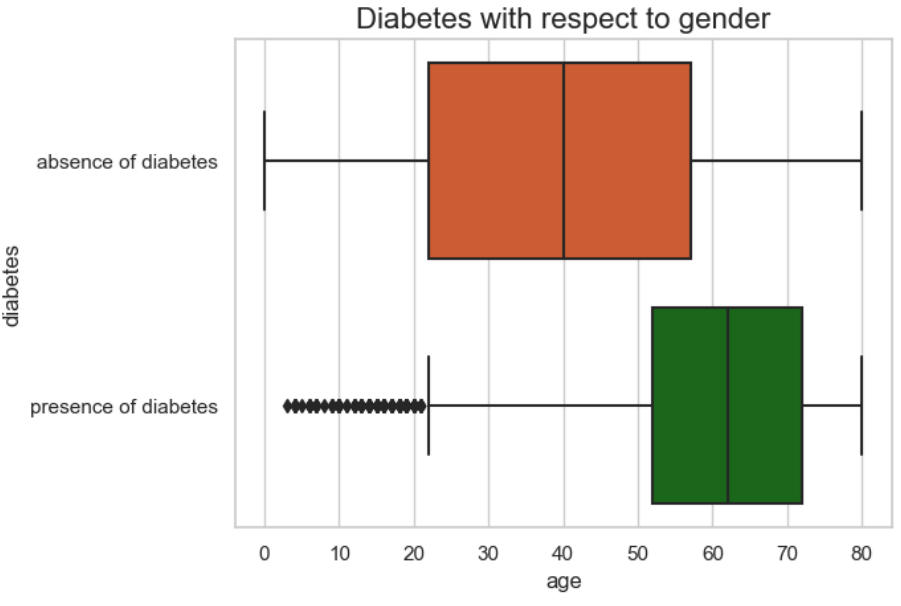 Diabetes with respect to gender
diabetes
absence of diabetes
presence of diabetes
0 10 20 30 40 50 60 70 80
age